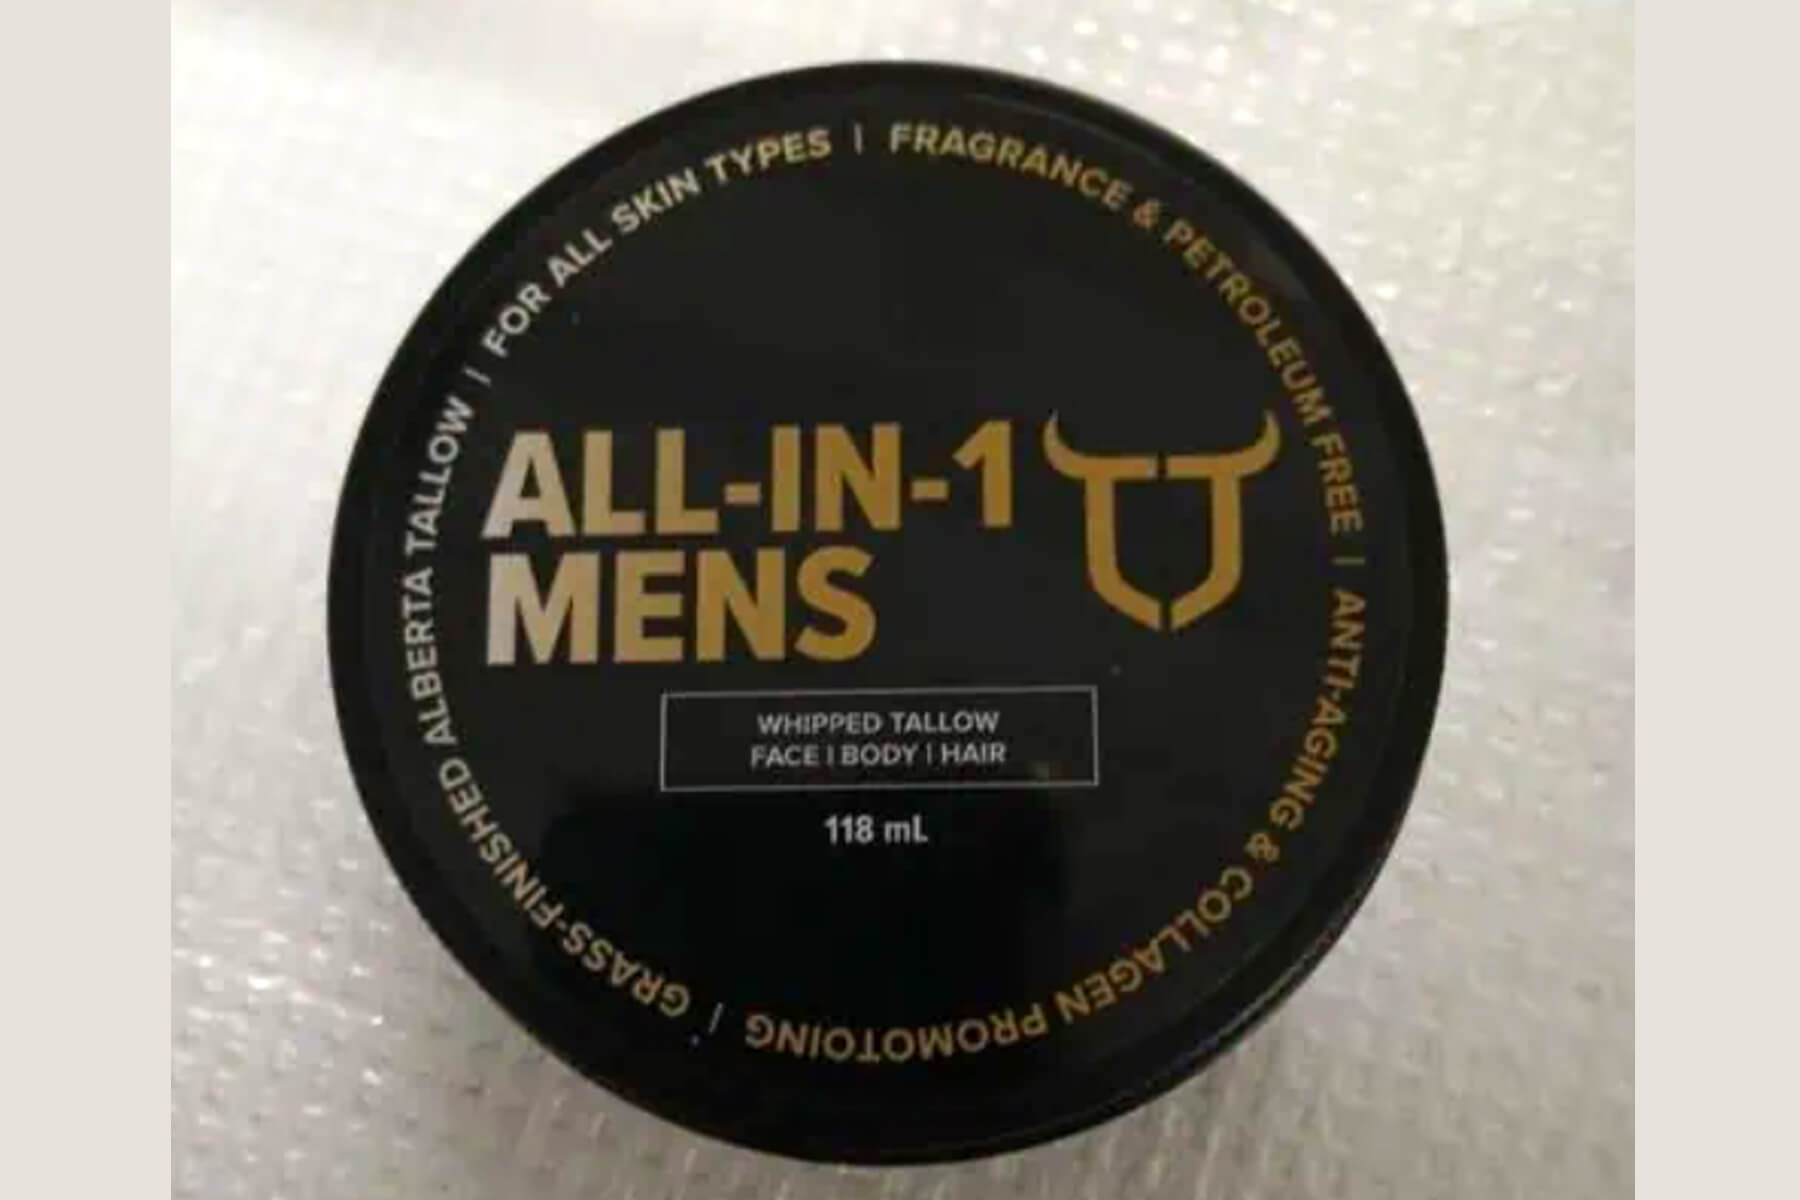 FOR ALL SKIN TYPES | FRAGRANCE & PETROLEUM FREE | ANTI-AGING & COLLAGEN PROMOTOING | GRASS-FINISHED ALBERTA TALLOW |
ALL-IN-1
MENS
WHIPPED TALLOW
FACE | BODY | HAIR
118 mL